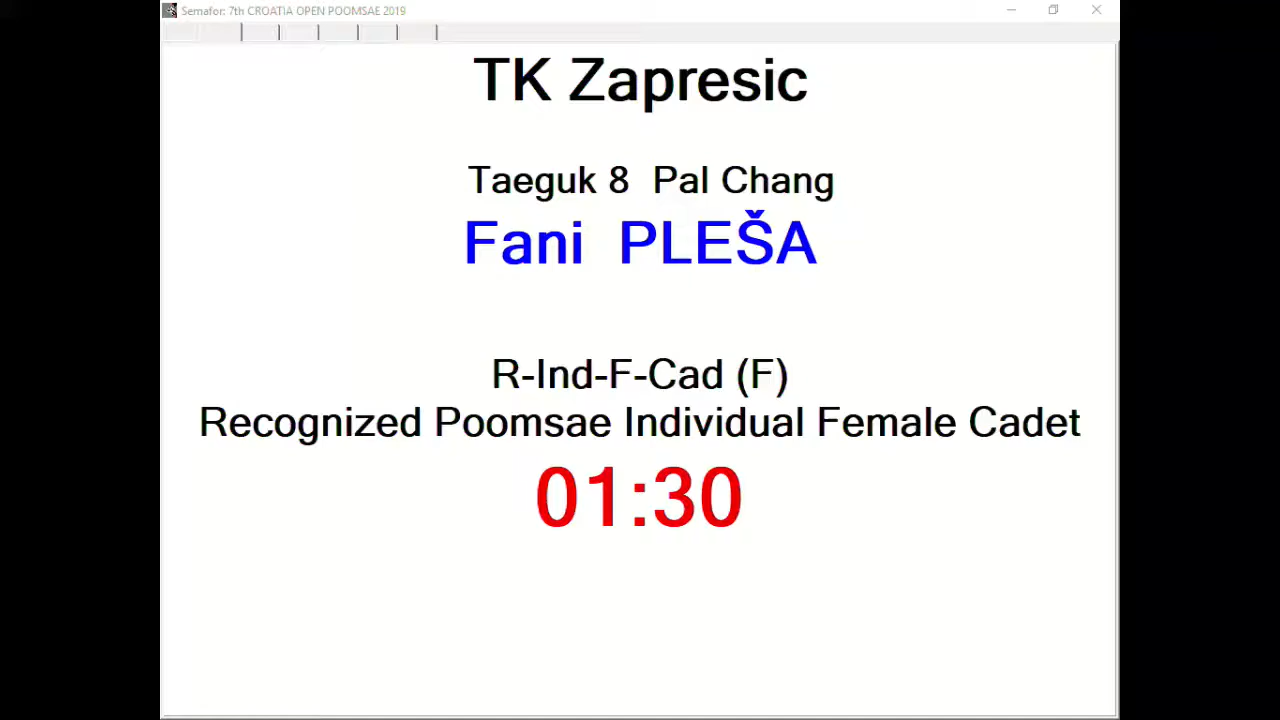 Semafor: 7th CROATIA OPEN POOMSAE 2019
TK Zapresic
Taeguk 8 Pal Chang
Fani PLEŠA
R-Ind-F-Cad (F)
Recognized Poomsae Individual Female Cadet
01:30